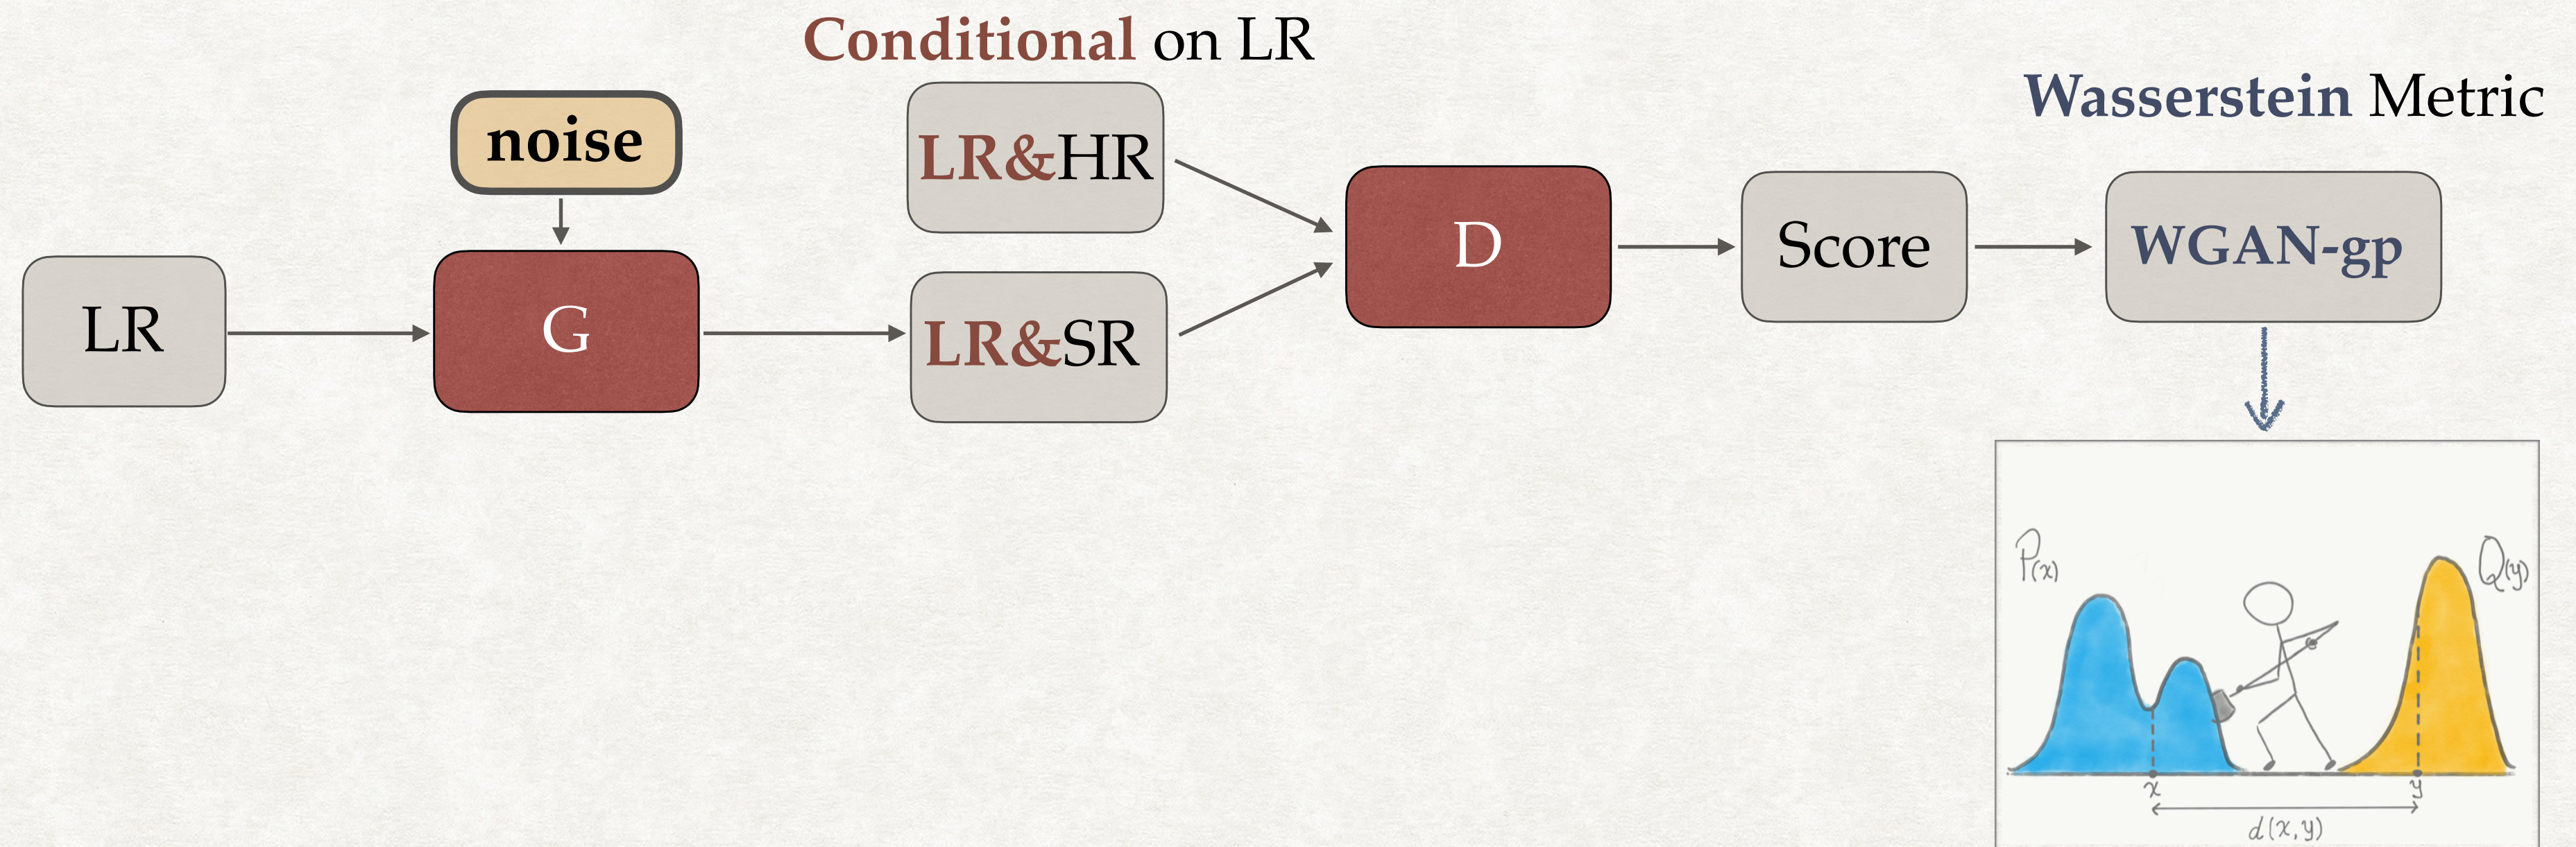 Conditional on LR
Wasserstein Metric
noise
LR&HR
LR
G
LR&SR
D
Score
WGAN-gp
P(x)
Q(y)
x
y
d(x,y)